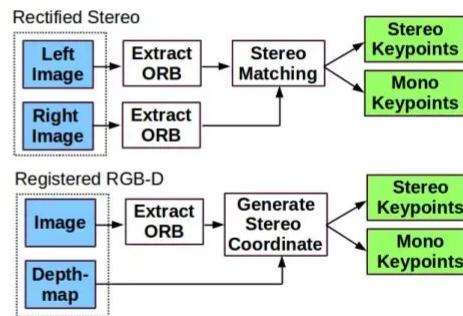 Rectified Stereo
Left
Image
Extract
ORB
Stereo
Matching
Stereo
Keypoints
Mono
Keypoints
Right
Image
Extract
ORB
Registered RGB-D
Image
Extract
ORB
Generate
Stereo
Coordinate
Stereo
Keypoints
Mono
Keypoints
Depth-
map